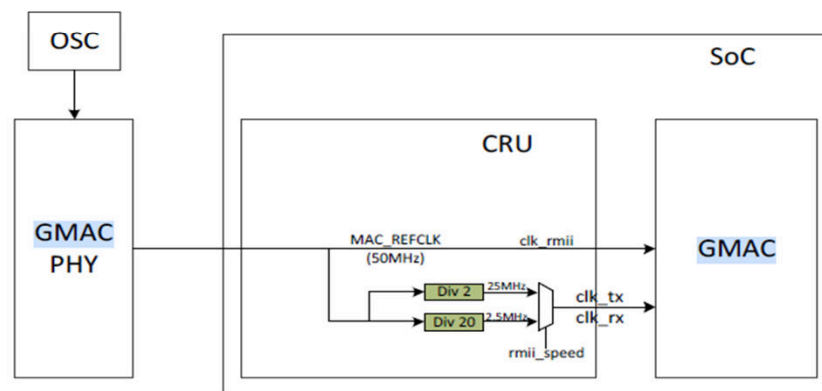 OSC
SoC
CRU
GMAC
PHY
MAC_REFCLK
(50MHz)
clk_rmii
GMAC
Div 2
25MHz
Div 20
2.5MHz
clk_tx
clk_rx
rmii_speed